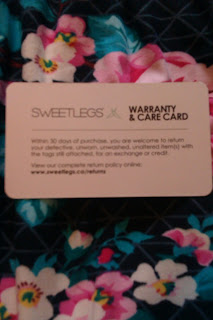 SWEETLEGS WARRANTY
& CARE CARD
Within 30 days of purchase, you are welcome to return
your defective, unworn, unwashed, unaltered item(s) with
the tags still attached, for an exchange or credit.
View our complete return policy online:
www.sweetlegs.ca/returns